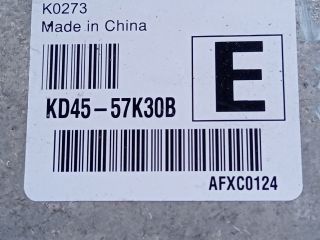 K0273
Made in China
KD45-57K30B
E
AFXC0124